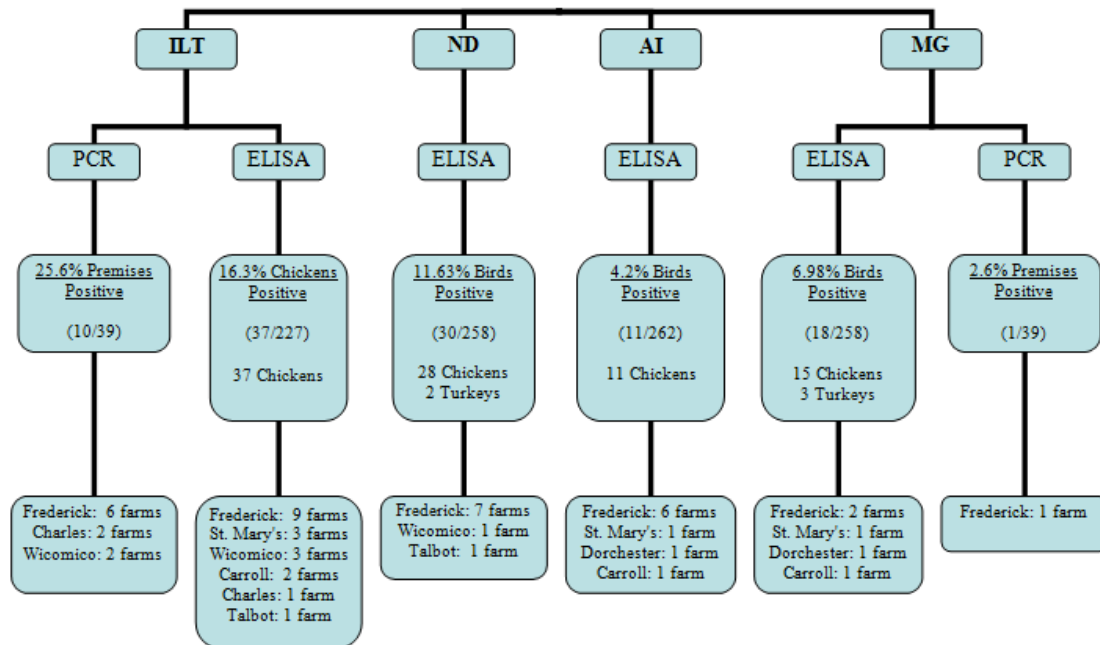 ILT
ND
AI
MG
PCR
ELISA
ELISA
ELISA
ELISA
PCR
25.6% Premises
Positive
(10/39)
16.3% Chickens
Positive
(37/227)
37 Chickens
11.63% Birds
Positive
(30/258)
28 Chickens
2 Turkeys
4.2% Birds
Positive
(11/262)
11 Chickens
6.98% Birds
Positive
(18/258)
15 Chickens
3 Turkeys
2.6% Premises
Positive
(1/39)
Frederick: 6 farms
Charles: 2 farms
Wicomico: 2 farms
Frederick: 9 farms
St. Mary's: 3 farms
Wicomico: 3 farms
Carroll: 2 farms
Charles: 1 farm
Talbot: 1 farm
Frederick: 7 farms
Wicomico: 1 farm
Talbot: 1 farm
Frederick: 6 farms
St. Mary's: 1 farm
Dorchester: 1 farm
Carroll: 1 farm
Frederick: 2 farms
St. Mary's: 1 farm
Dorchester: 1 farm
Carroll: 1 farm
Frederick: 1 farm